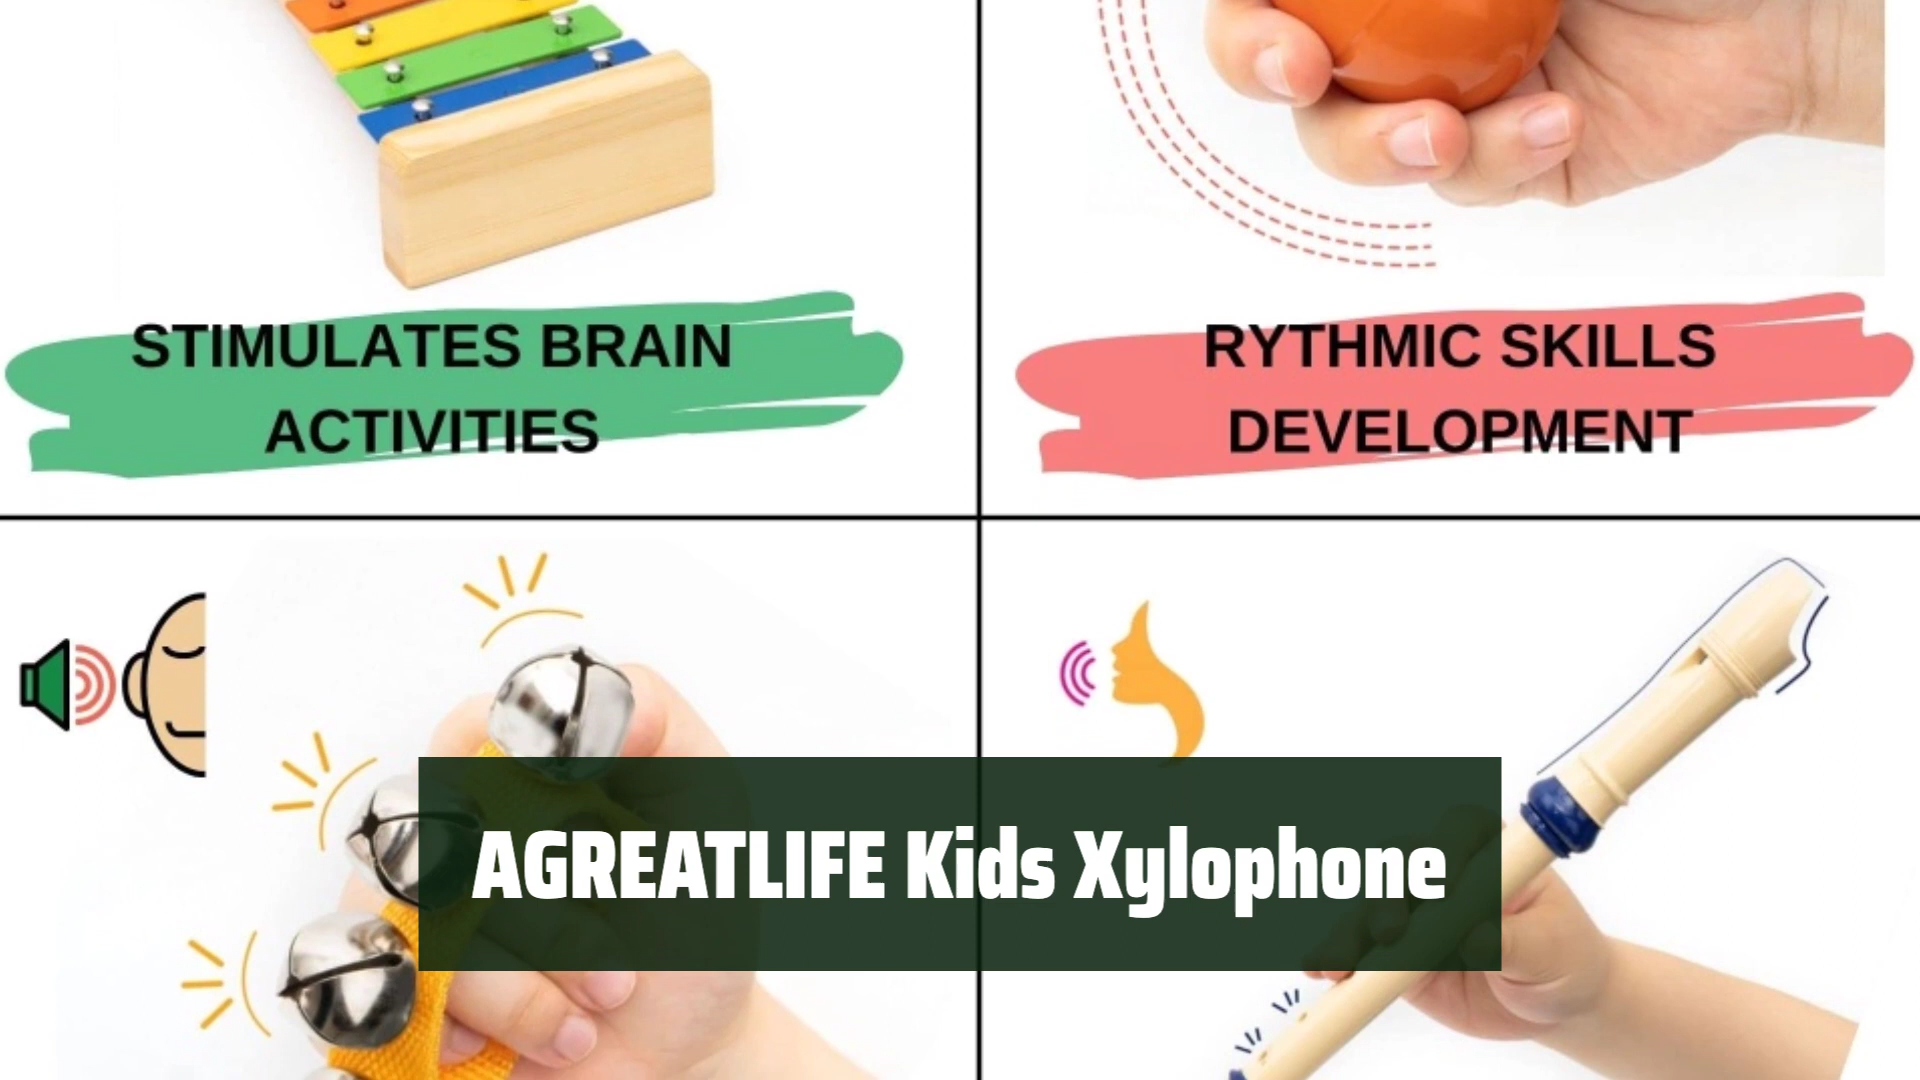 STIMULATES BRAIN
ACTIVITIES
RYTHMIC SKILLS
DEVELOPMENT
AGREATLIFE Kids Xylophone